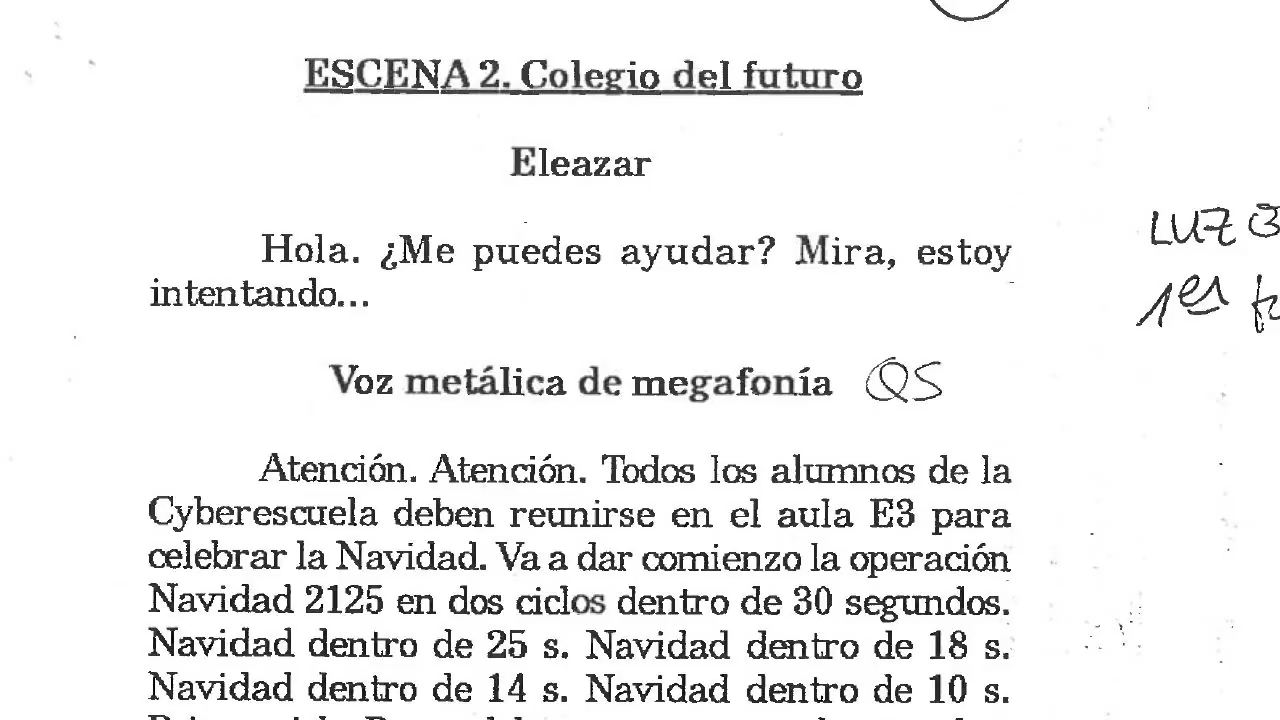 ESCENA 2. Colegio del futuro
Eleazar
Hola. ¿Me puedes ayudar? Mira, estoy
intentando...
LUZ
1er
Voz metálica de megafonía QS
Atención. Atención. Todos los alumnos de la
Cyberescuela deben reunirse en el aula E3 para
celebrar la Navidad. Va a dar comienzo la operación
Navidad 2125 en dos ciclos dentro de 30 segundos.
Navidad dentro de 25 s. Navidad dentro de 18 s.
Navidad dentro de 14 s. Navidad dentro de 10 s.